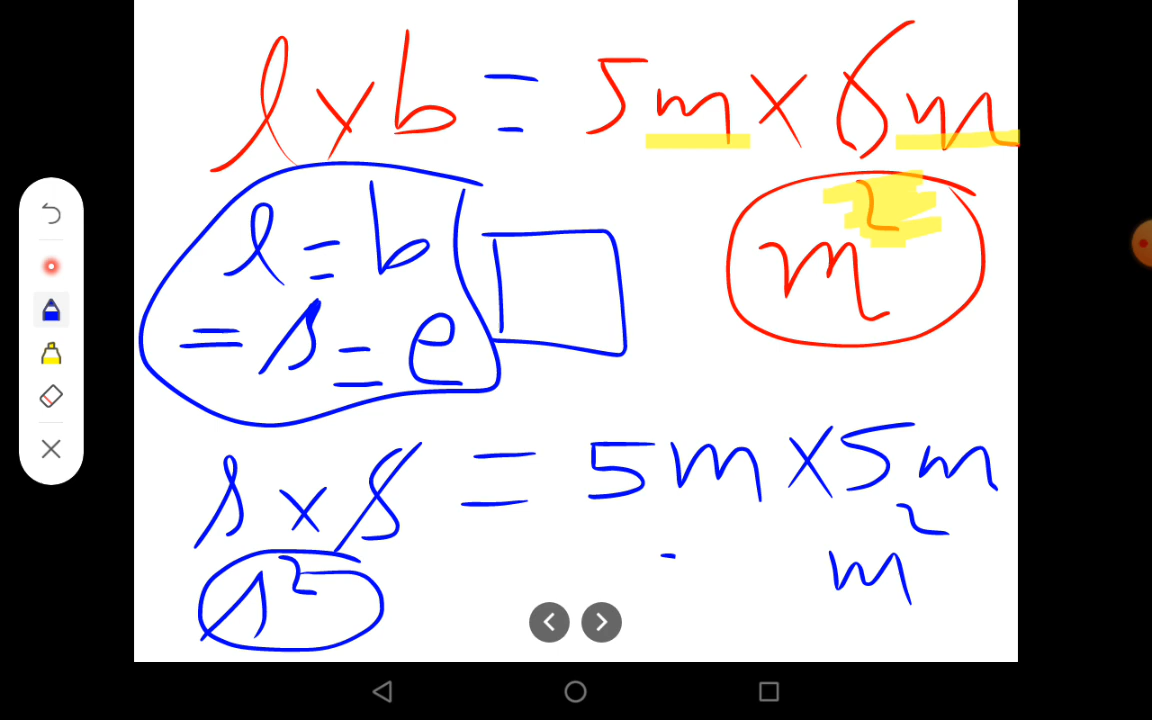 l x b = 5m x 6m
l = b
m²
= s = e
s x s = 5m x 5m
s²
= m²